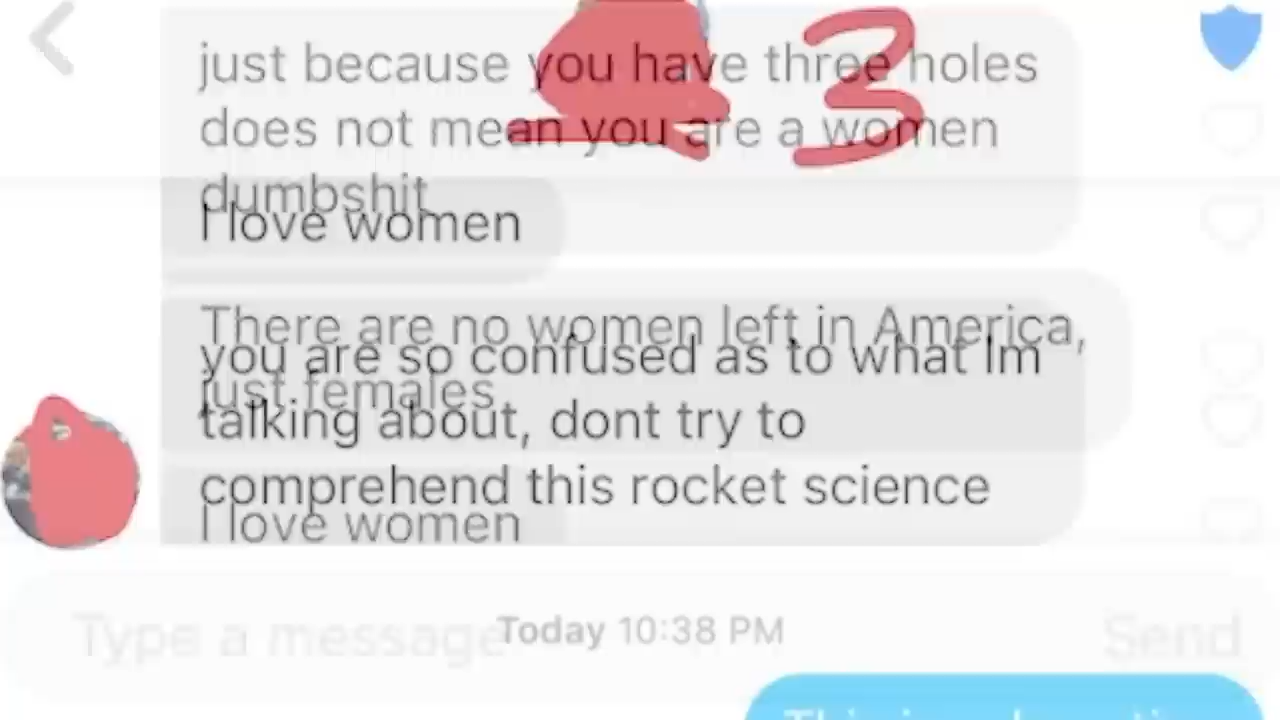 3
just because you have three holes
does not mean you are a women
dumbshit
I love women
There are no women left in America,
just females
you are so confused as to what Im
talking about, dont try to
comprehend this rocket science
I love women
Type a message
Send
Today 10:38 PM